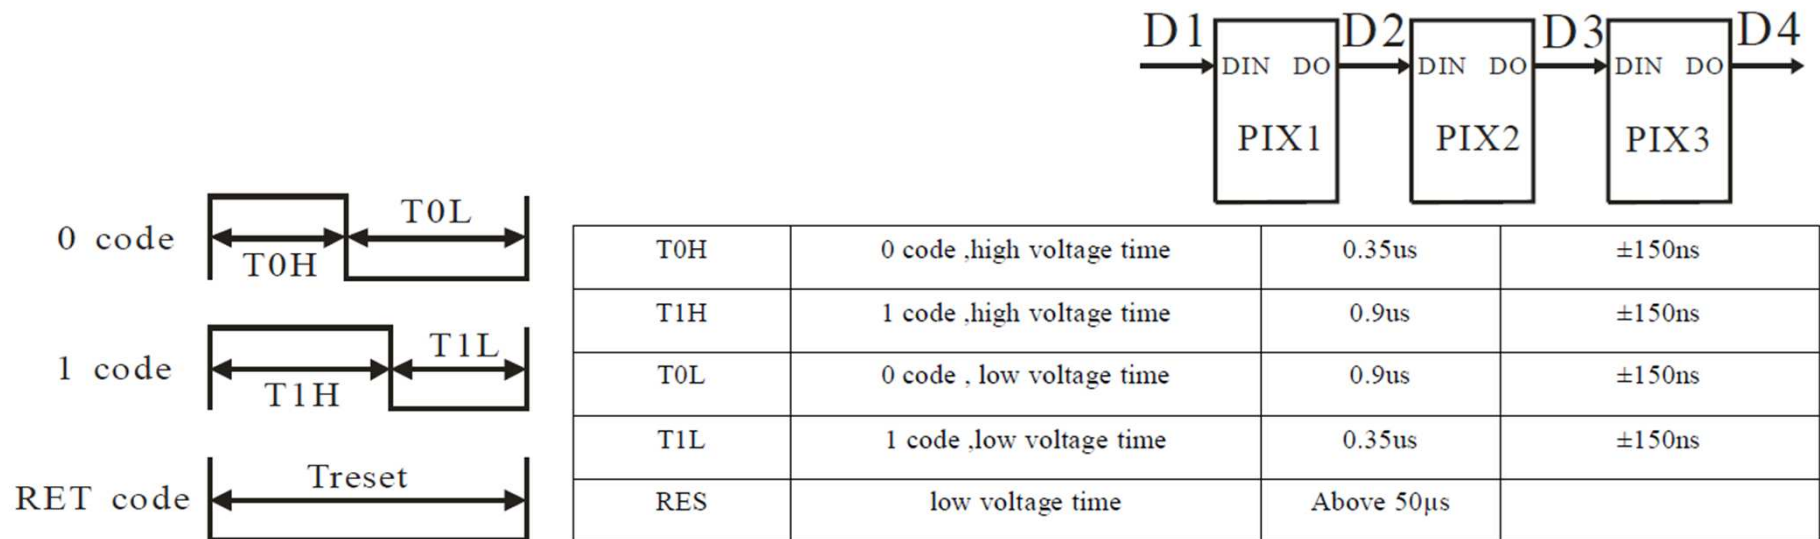 D1 D2 D3 D4
DIN DO DIN DO DIN DO
PIX1 PIX2 PIX3
0 code T0H T0L
1 code T1H T1L
RET code Treset
T0H 0 code ,high voltage time 0.35us ±150ns
T1H 1 code ,high voltage time 0.9us ±150ns
T0L 0 code , low voltage time 0.9us ±150ns
T1L 1 code ,low voltage time 0.35us ±150ns
RES low voltage time Above 50μs